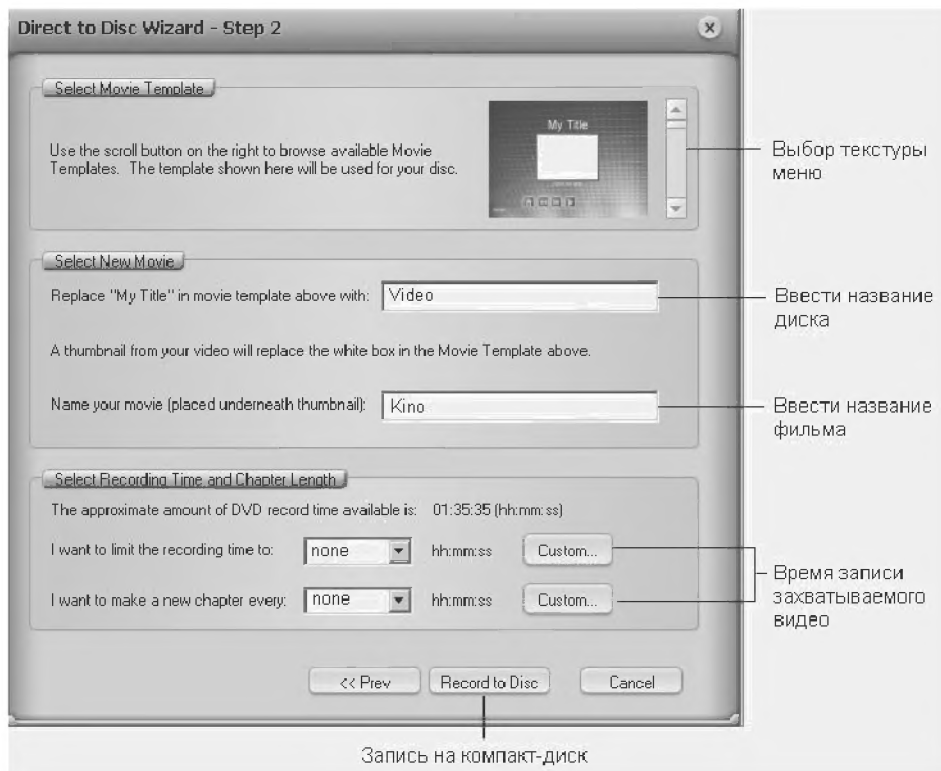 Direct to Disc Wizard - Step 2
Select Movie Template
Use the scroll button on the right to browse available Movie
Templates. The template shown here will be used for your disc.
My Title
Выбор текстуры
меню
Select New Movie
Replace "My Title" in movie template above with:
Video
Ввести название
диска
A thumbnail from your video will replace the white box in the Movie Template above.
Name your movie (placed underneath thumbnail):
Kino
Ввести название
фильма
Select Recording Time and Chapter Length
The approximate amount of DVD record time available is: 01:35:35 (hh:mm:ss)
I want to limit the recording time to: none hh:mm:ss Custom...
I want to make a new chapter every: none hh:mm:ss Custom...
Время записи
захватываемого
видео
<< Prev Record to Disc Cancel
Запись на компакт-диск